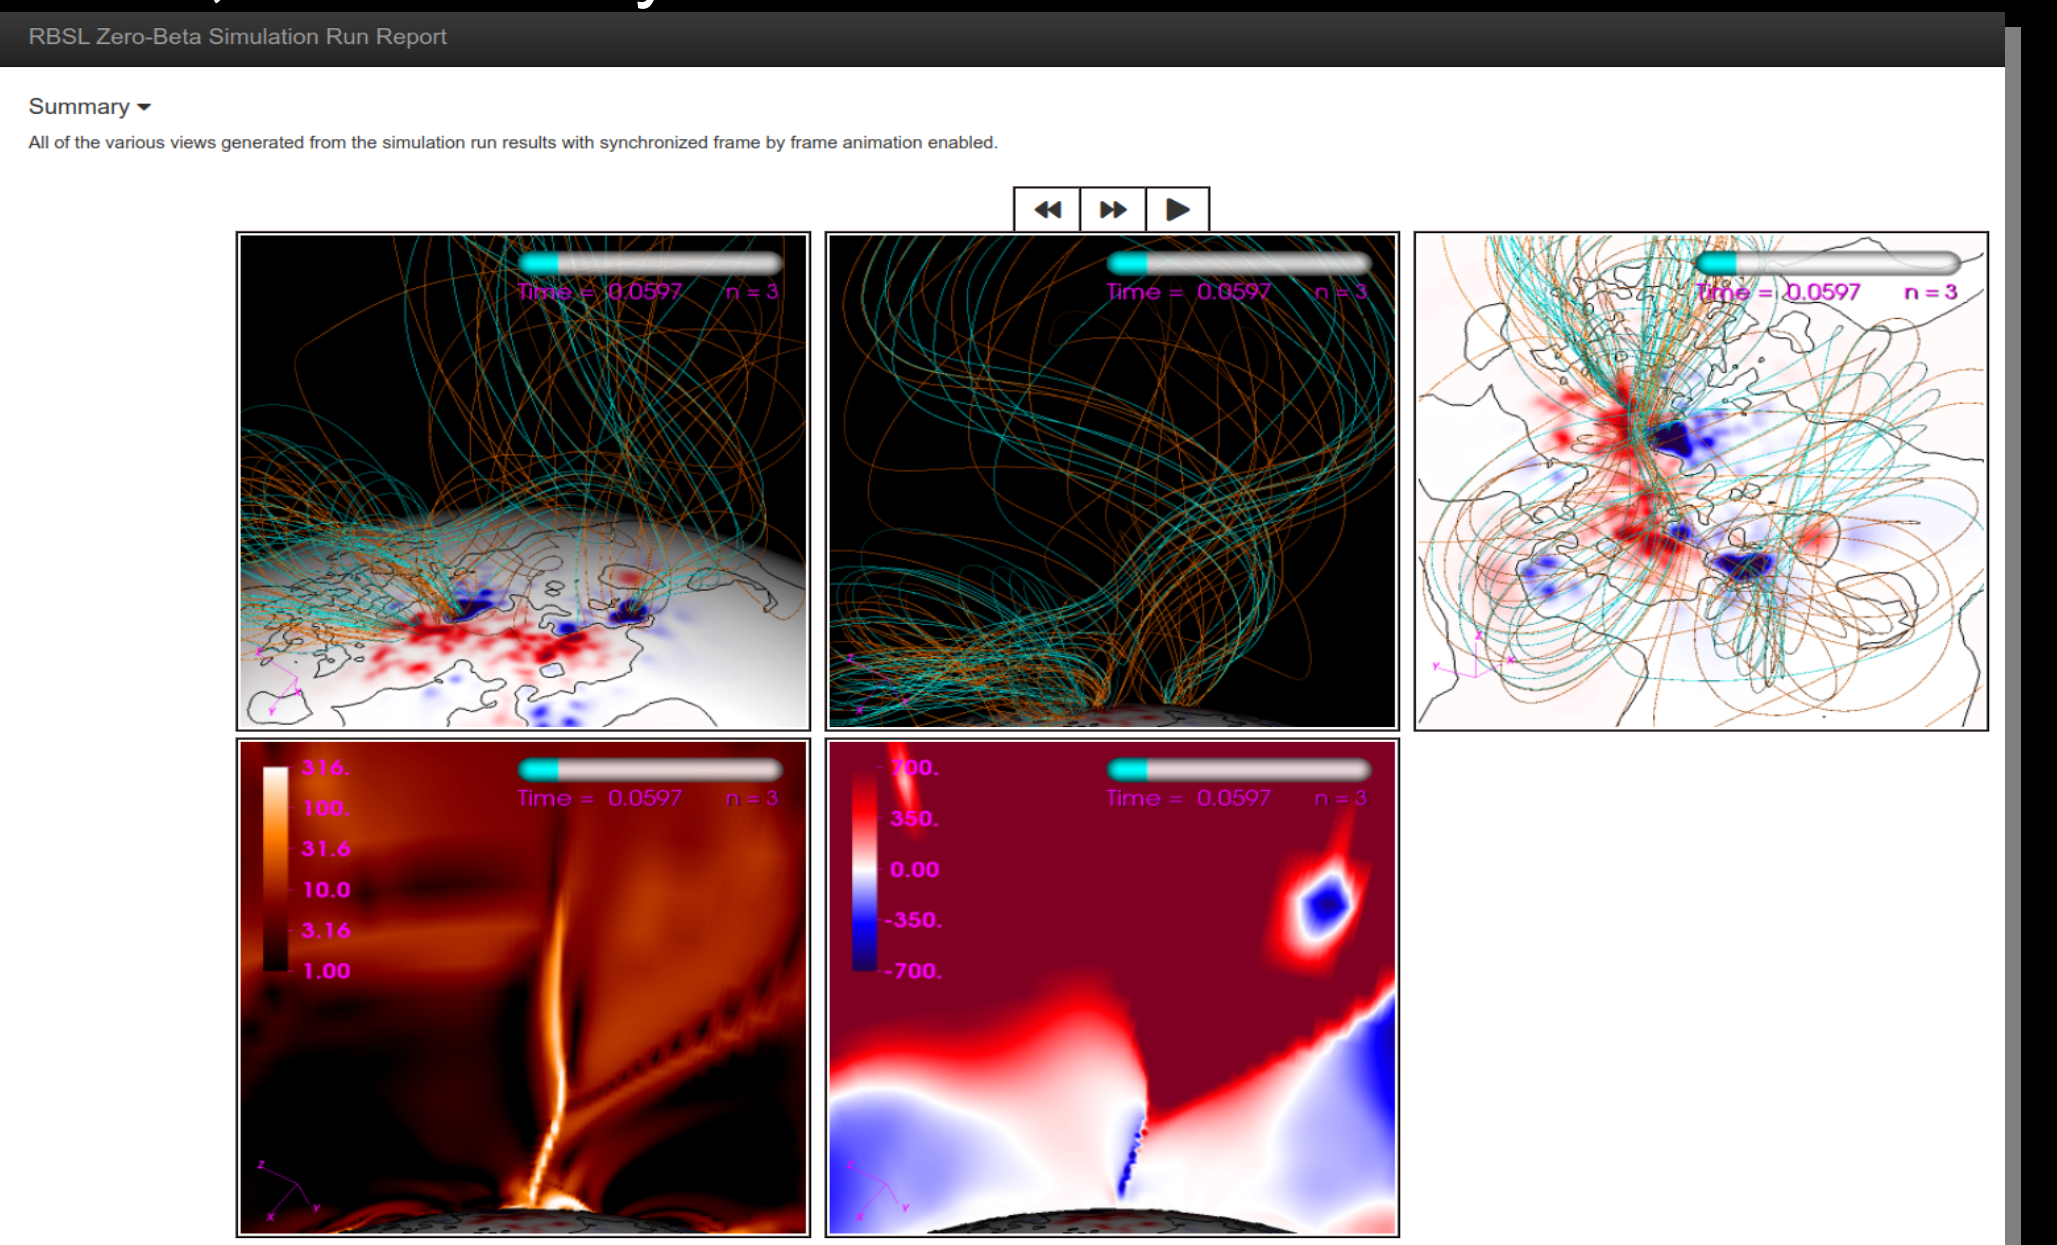 RBSL Zero-Beta Simulation Run Report
Summary
All of the various views generated from the simulation run results with synchronized frame by frame animation enabled.
Time = 0.0597 n = 3
Time = 0.0597 n = 3
Time = 0.0597 n = 3
Z
X
Y
Z
X
Z
Y
X
316.
100.
31.6
10.0
3.16
1.00
Time = 0.0597 n = 3
Z
X
Y
700.
350.
0.00
-350.
-700.
Time = 0.0597 n = 3
Z
X
Y